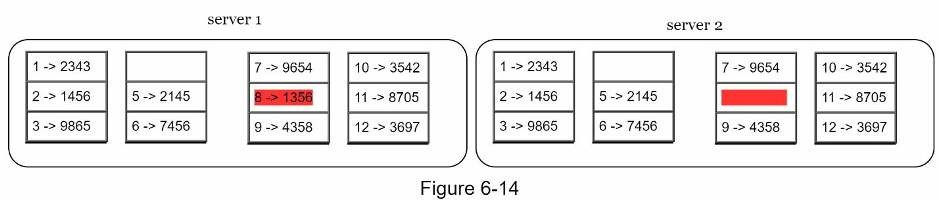 server 1
server 2
1 -> 2343
2 -> 1456
3 -> 9865
5 -> 2145
6 -> 7456
7 -> 9654
8 -> 1356
9 -> 4358
10 -> 3542
11 -> 8705
12 -> 3697
1 -> 2343
2 -> 1456
3 -> 9865
5 -> 2145
6 -> 7456
7 -> 9654
9 -> 4358
10 -> 3542
11 -> 8705
12 -> 3697
Figure 6-14